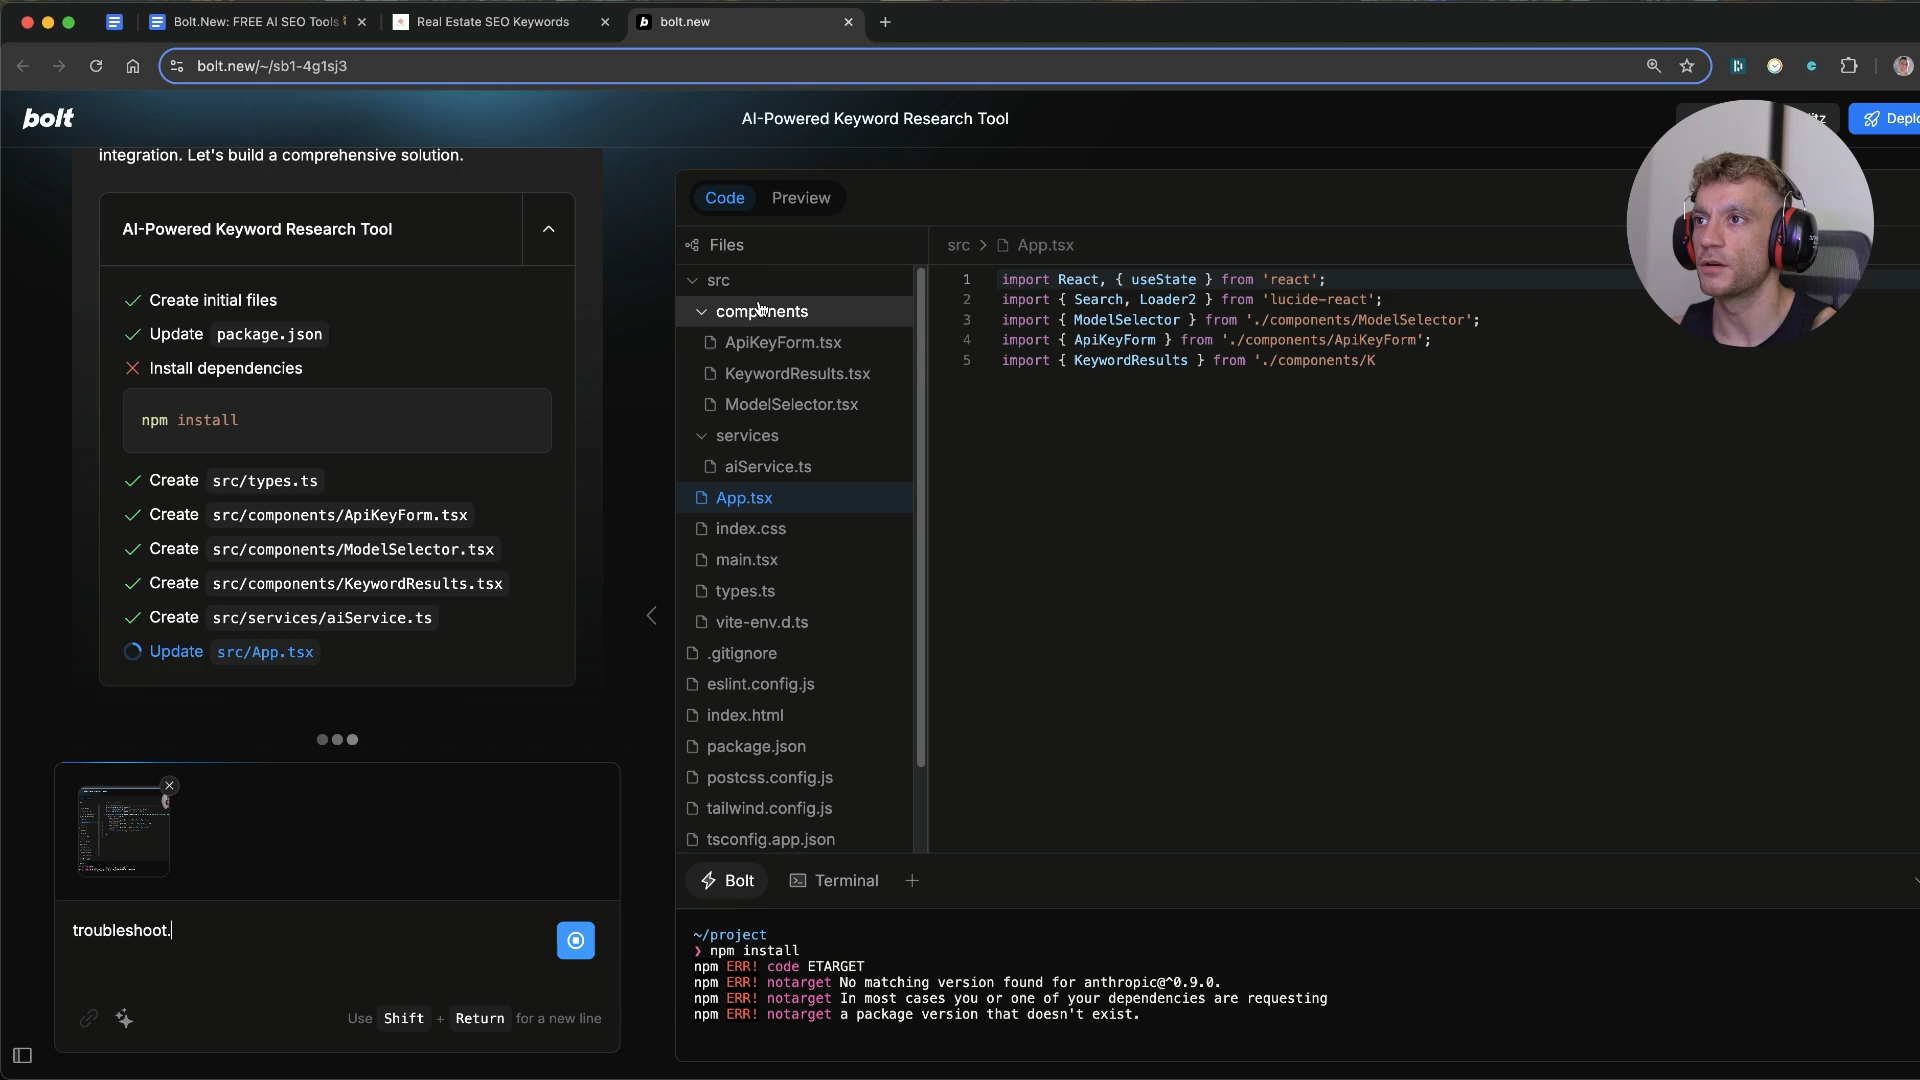 Bolt.New: FREE AI SEO Tools
Real Estate SEO Keywords
bolt.new
bolt.new/~/sb1-4g1sj3
bolt
AI-Powered Keyword Research Tool
Deplo
integration. Let's build a comprehensive solution.
AI-Powered Keyword Research Tool
Create initial files
Update package.json
Install dependencies
npm install
Create src/types.ts
Create src/components/ApiKeyForm.tsx
Create src/components/ModelSelector.tsx
Create src/components/KeywordResults.tsx
Create src/services/aiService.ts
Update src/App.tsx
troubleshoot.
Use Shift + Return for a new line
Code
Preview
Files
src
components
ApiKeyForm.tsx
KeywordResults.tsx
ModelSelector.tsx
services
aiService.ts
App.tsx
index.css
main.tsx
types.ts
vite-env.d.ts
.gitignore
eslint.config.js
index.html
package.json
postcss.config.js
tailwind.config.js
tsconfig.app.json
src > App.tsx
1 import React, { useState } from 'react';
2 import { Search, Loader2 } from 'lucide-react';
3 import { ModelSelector } from './components/ModelSelector';
4 import { ApiKeyForm } from './components/ApiKeyForm';
5 import { KeywordResults } from './components/K
Bolt
Terminal
~/project
❯ npm install
npm ERR! code ETARGET
npm ERR! notarget No matching version found for anthropic@^0.9.0.
npm ERR! notarget In most cases you or one of your dependencies are requesting
npm ERR! notarget a package version that doesn't exist.